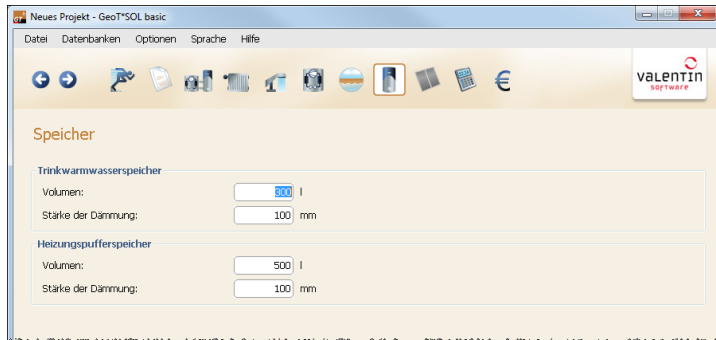 Neues Projekt - GeoT*SOL basic
Datei Datenbanken Optionen Sprache Hilfe
valentin
software
Speicher
Trinkwarmwasserspeicher
Volumen: 300 l
Stärke der Dämmung: 100 mm
Heizungspufferspeicher
Volumen: 500 l
Stärke der Dämmung: 100 mm